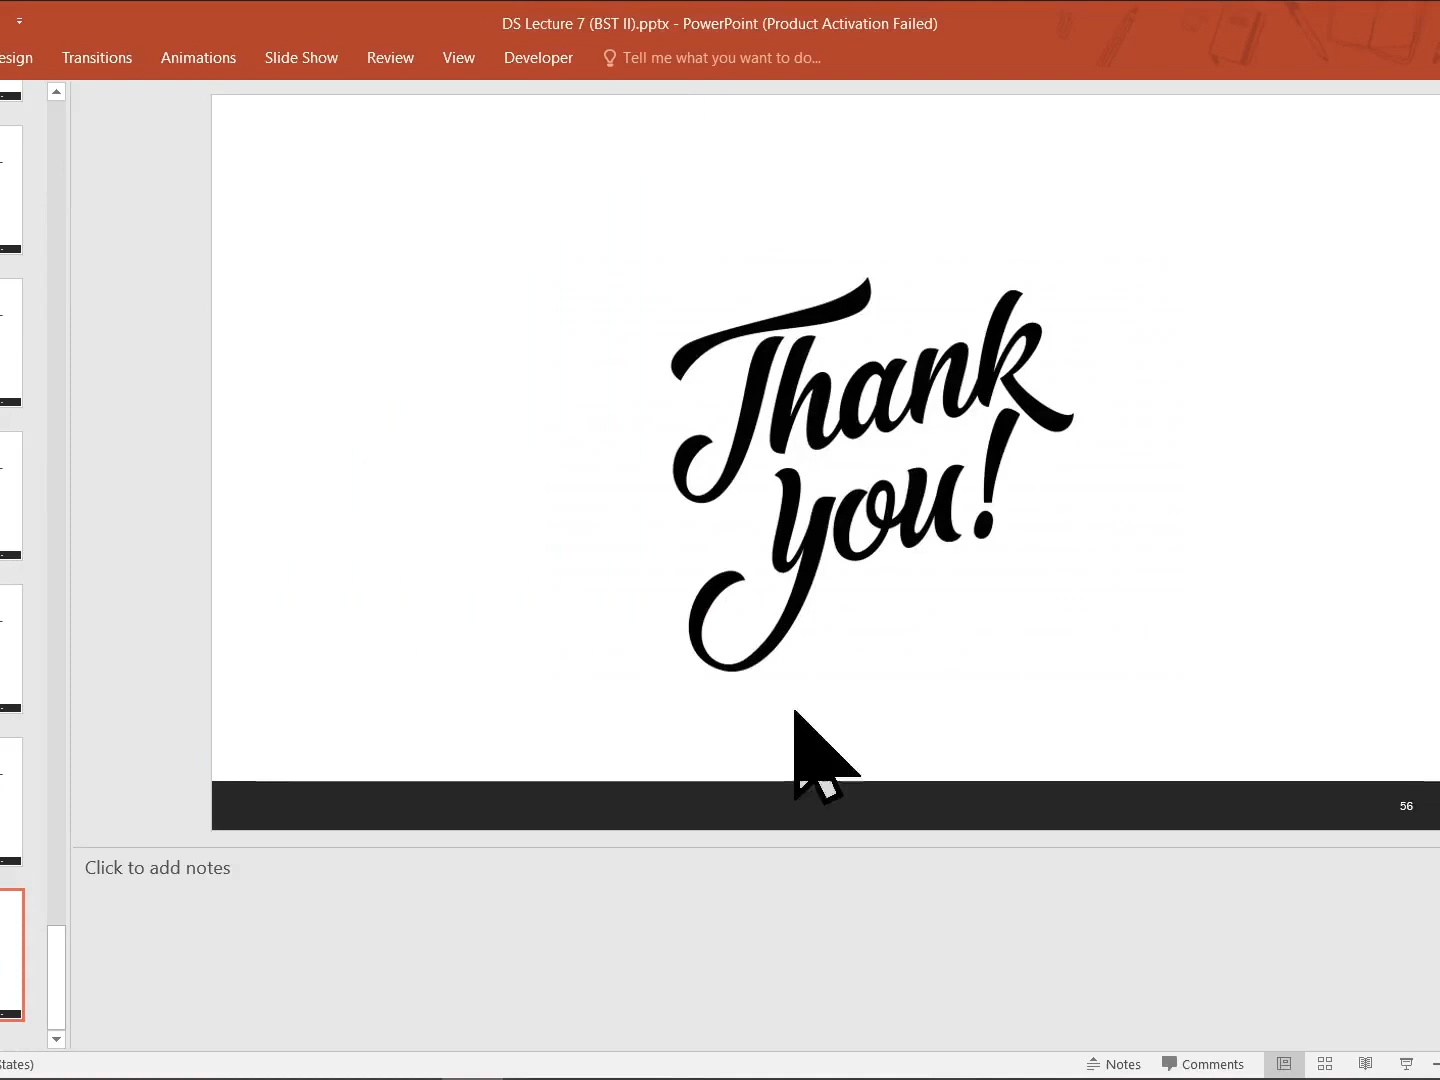 DS Lecture 7 (BST II).pptx - PowerPoint (Product Activation Failed)
esign Transitions Animations Slide Show Review View Developer Tell me what you want to do...
Thank
you!
56
Click to add notes
States) Notes Comments